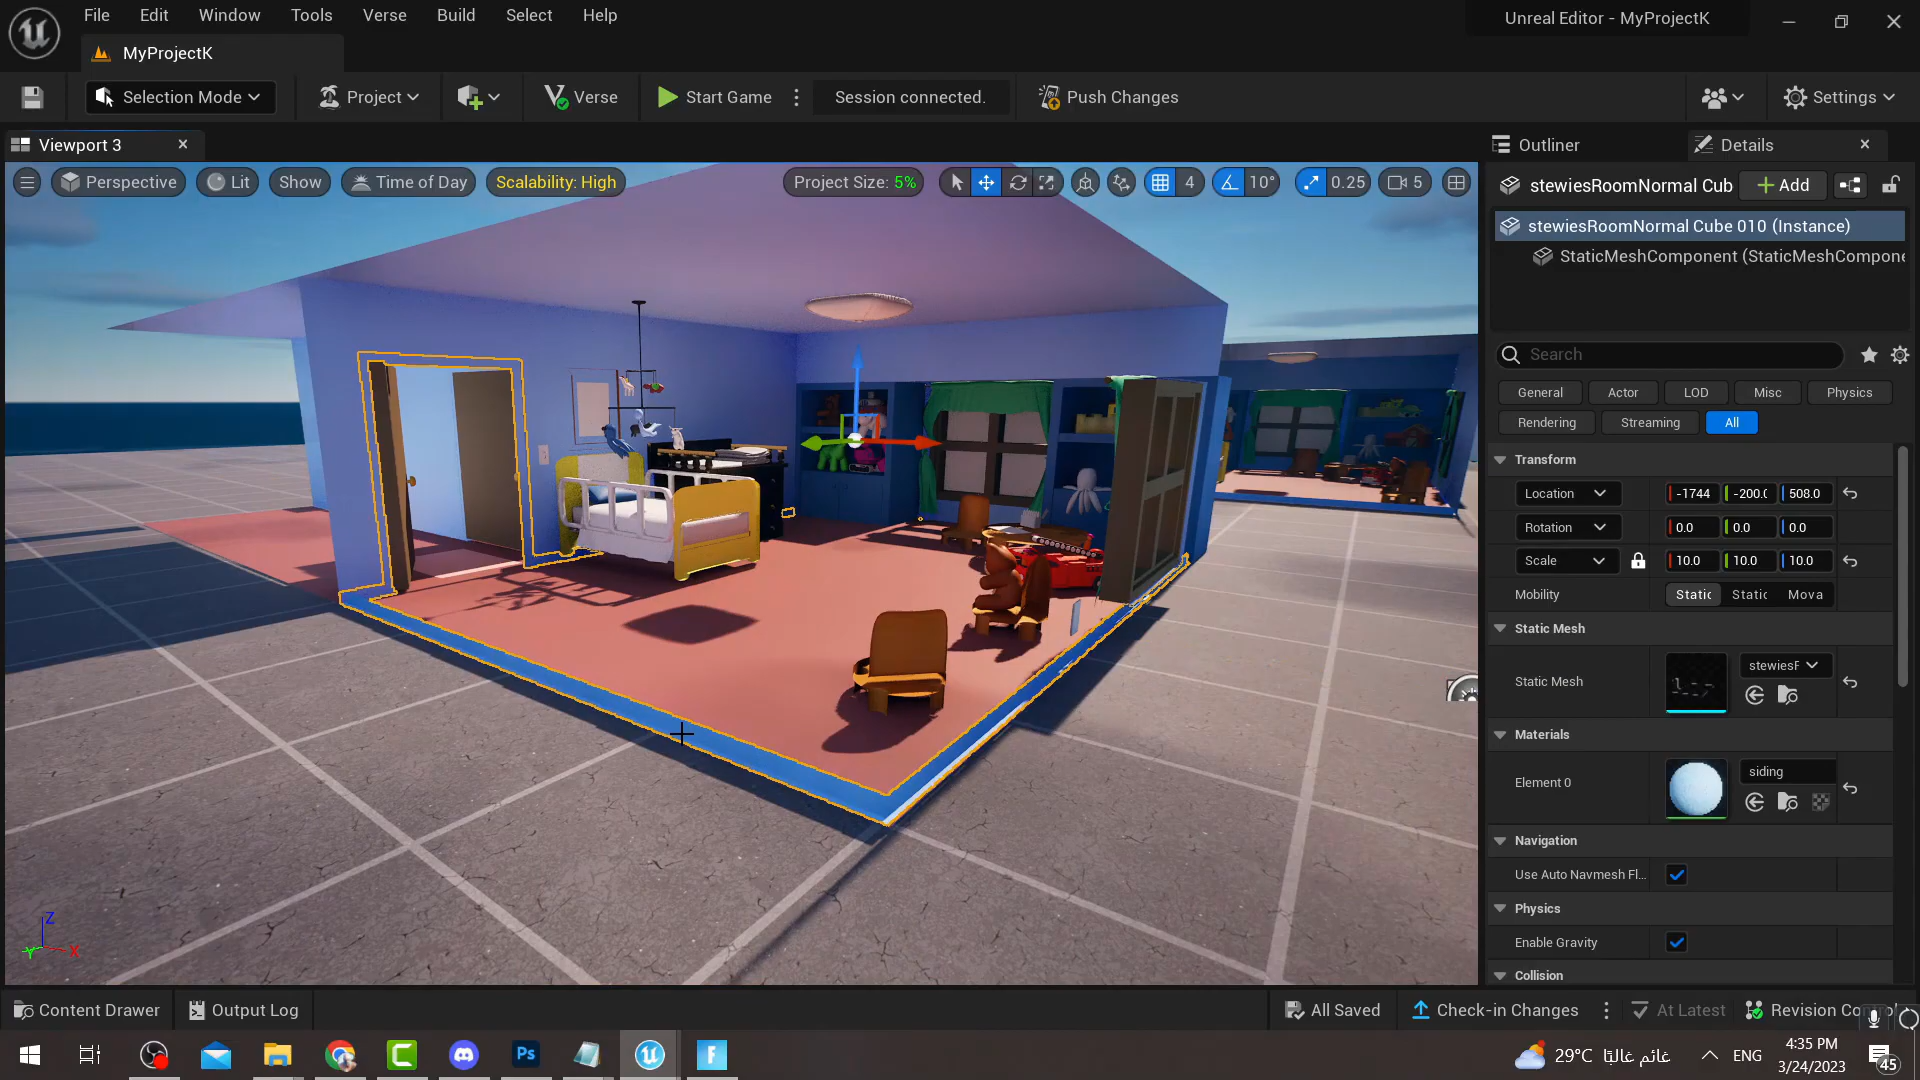 File Edit Window Tools Verse Build Select Help
Unreal Editor - MyProjectK
MyProjectK
Selection Mode
Project
Verse
Start Game
Session connected.
Push Changes
Settings
Viewport 3
Outliner
Details
Perspective
Lit
Show
Time of Day
Scalability: High
Project Size: 5%
4
10°
0.25
5
stewiesRoomNormal Cub
Add
stewiesRoomNormal Cube 010 (Instance)
StaticMeshComponent (StaticMeshCompone
Search
General Actor LOD Misc Physics
Rendering Streaming All
Transform
Location -1744 -200.0 508.0
Rotation 0.0 0.0 0.0
Scale 10.0 10.0 10.0
Mobility Static Static Mova
Static Mesh
Static Mesh
Materials
Element 0
siding
Navigation
Use Auto Navmesh Fl...
Physics
Enable Gravity
Collision
Z
Y
X
Content Drawer
Output Log
All Saved
Check-in Changes
At Latest
Revision
Ps
F
29°C غائم غالبًا
ENG
4:35 PM
3/24/2023
45